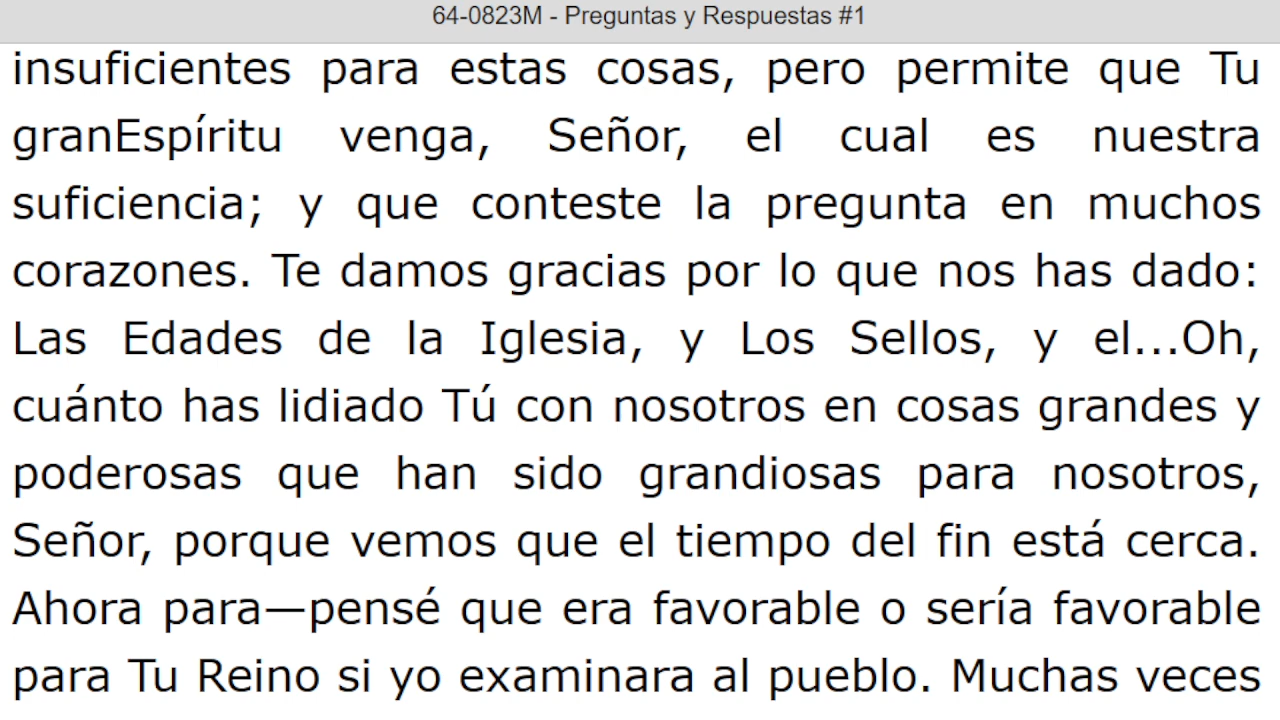 64-0823M - Preguntas y Respuestas #1
insuficientes para estas cosas, pero permite que Tu
granEspíritu venga, Señor, el cual es nuestra
suficiencia; y que conteste la pregunta en muchos
corazones. Te damos gracias por lo que nos has dado:
Las Edades de la Iglesia, y Los Sellos, y el...Oh,
cuánto has lidiado Tú con nosotros en cosas grandes y
poderosas que han sido grandiosas para nosotros,
Señor, porque vemos que el tiempo del fin está cerca.
Ahora para—pensé que era favorable o sería favorable
para Tu Reino si yo examinara al pueblo. Muchas veces